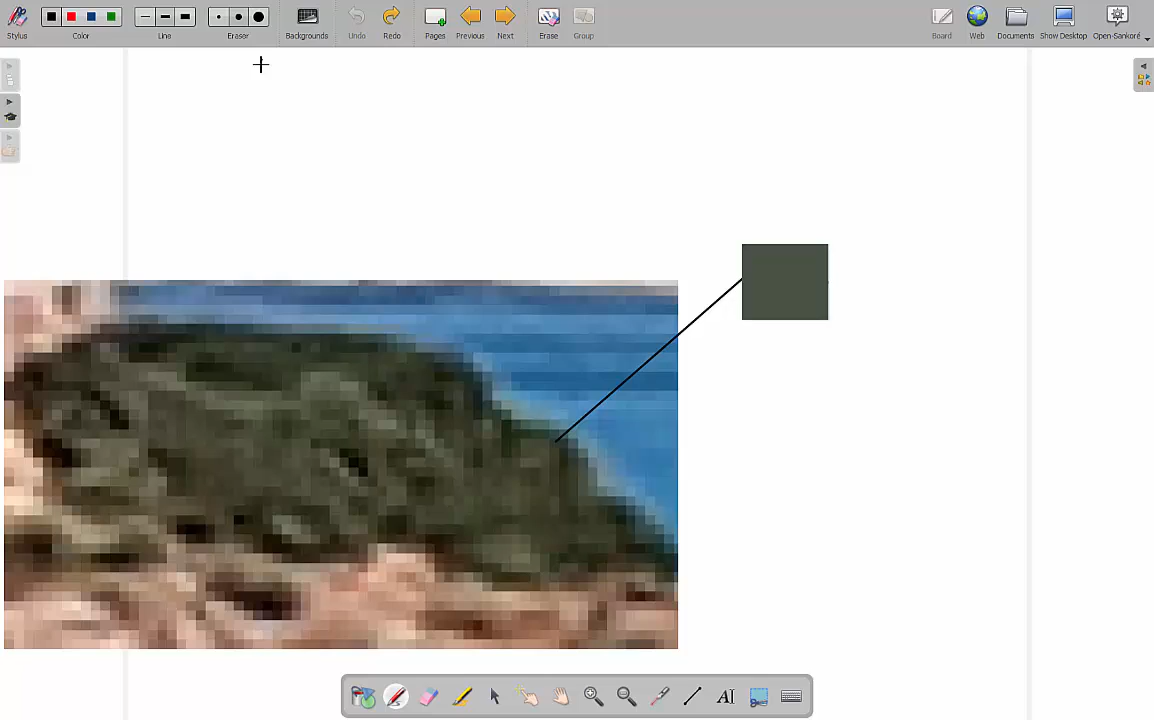 Stylus Color Line Eraser Backgrounds Undo Redo Pages Previous Next Erase Group Board Web Documents Show Desktop Open-Sankoré
AI